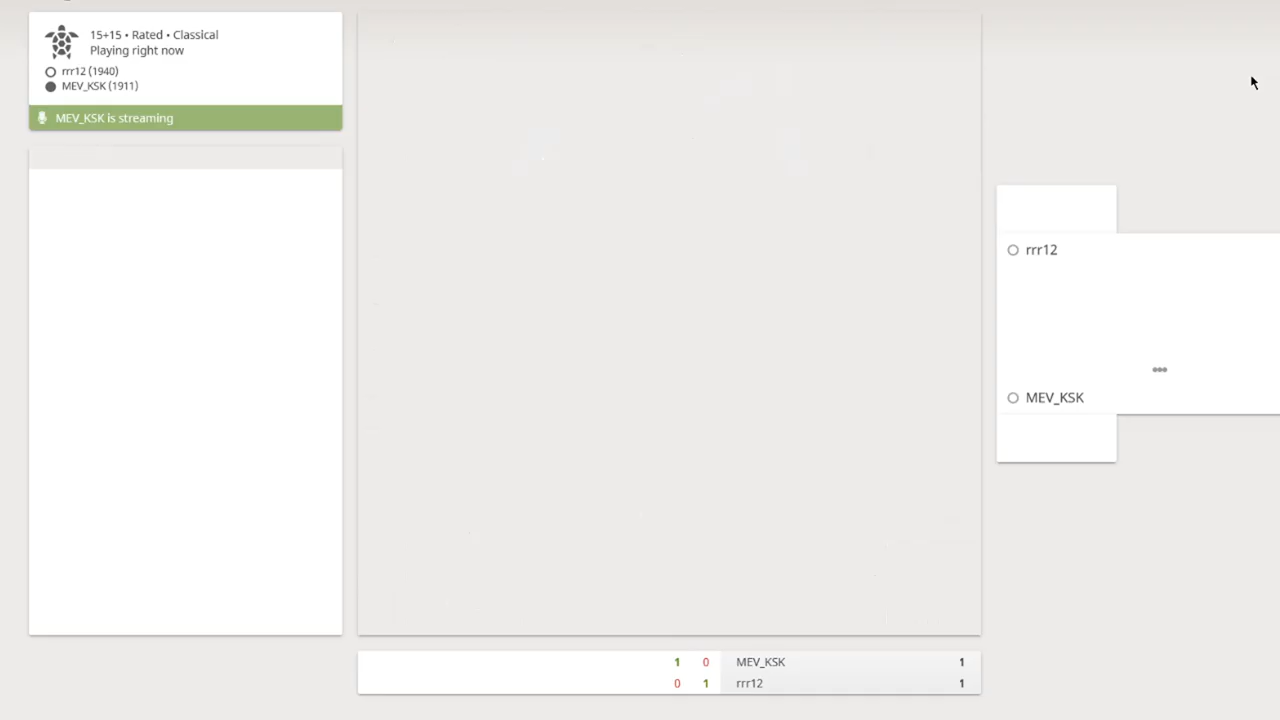 15+15 • Rated • Classical
Playing right now
rrr12 (1940)
MEV_KSK (1911)
MEV_KSK is streaming
rrr12
MEV_KSK
1 0 MEV_KSK 1
0 1 rrr12 1